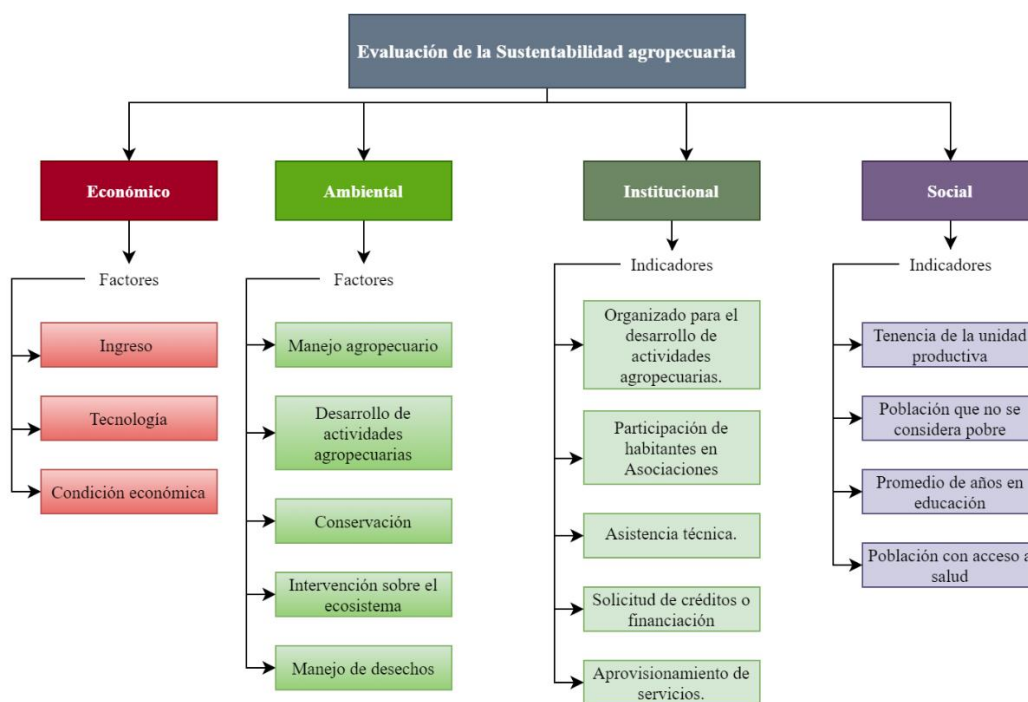 Evaluación de la Sustentabilidad agropecuaria
Económico
Factores
Ingreso
Tecnología
Condición económica
Ambiental
Factores
Manejo agropecuario
Desarrollo de
actividades
agropecuarias
Conservación
Intervención sobre el
ecosistema
Manejo de desechos
Institucional
Indicadores
Organizado para el
desarrollo de
actividades
agropecuarias.
Participación de
habitantes en
Asociaciones
Asistencia técnica.
Solicitud de créditos o
financiación
Aprovisionamiento de
servicios.
Social
Indicadores
Tenencia de la unidad
productiva
Población que no se
considera pobre
Promedio de años en
educación
Población con acceso a
salud